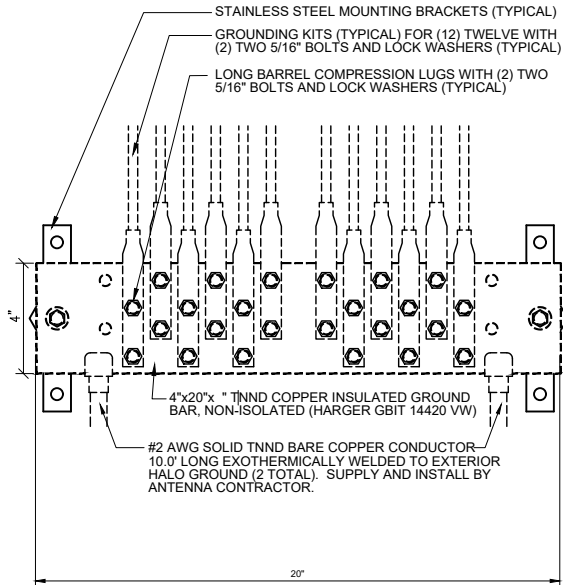 STAINLESS STEEL MOUNTING BRACKETS (TYPICAL)
GROUNDING KITS (TYPICAL) FOR (12) TWELVE WITH
(2) TWO 5/16" BOLTS AND LOCK WASHERS (TYPICAL)
LONG BARREL COMPRESSION LUGS WITH (2) TWO
5/16" BOLTS AND LOCK WASHERS (TYPICAL)
4"
4"x20"x " TNND COPPER INSULATED GROUND
BAR, NON-ISOLATED (HARGER GBIT 14420 VW)
#2 AWG SOLID TNND BARE COPPER CONDUCTOR
10.0' LONG EXOTHERMICALLY WELDED TO EXTERIOR
HALO GROUND (2 TOTAL). SUPPLY AND INSTALL BY
ANTENNA CONTRACTOR.
20"